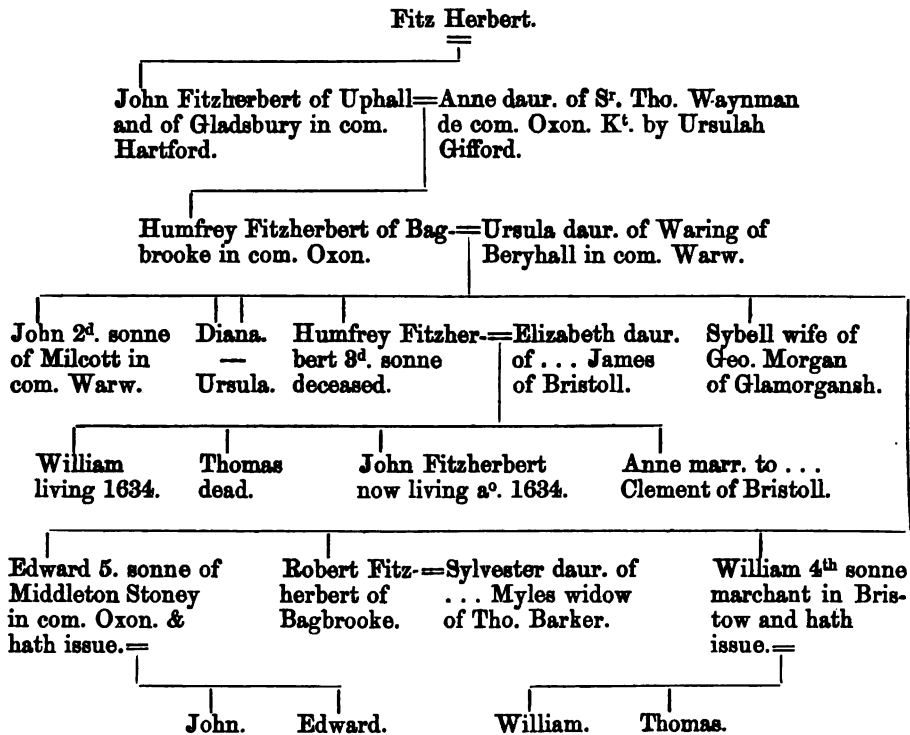 Fitz Herbert.
John Fitzherbert of Uphall=Anne daur. of Sʳ. Tho. Waynman
and of Gladsbury in com. de com. Oxon. Kᵗ. by Ursulah
Hartford. Gifford.
Humfrey Fitzherbert of Bag-=Ursula daur. of Waring of
brooke in com. Oxon. Beryhall in com. Warw.
John 2ᵈ. sonne
of Milcott in
com. Warw.
Diana.
—
Ursula.
Humfrey Fitzher-=Elizabeth daur.
bert 3ᵈ. sonne of ... James
deceased. of Bristoll.
Sybell wife of
Geo. Morgan
of Glamorgansh.
William
living 1634.
Thomas
dead.
John Fitzherbert
now living aᵒ. 1634.
Anne marr. to ...
Clement of Bristoll.
Edward 5. sonne of
Middleton Stoney
in com. Oxon. &
hath issue.=
Robert Fitz-=Sylvester daur. of
herbert of ... Myles widow
Bagbrooke. of Tho. Barker.
William 4ᵗʰ sonne
marchant in Bris-
tow and hath
issue.=
John. Edward.
William. Thomas.